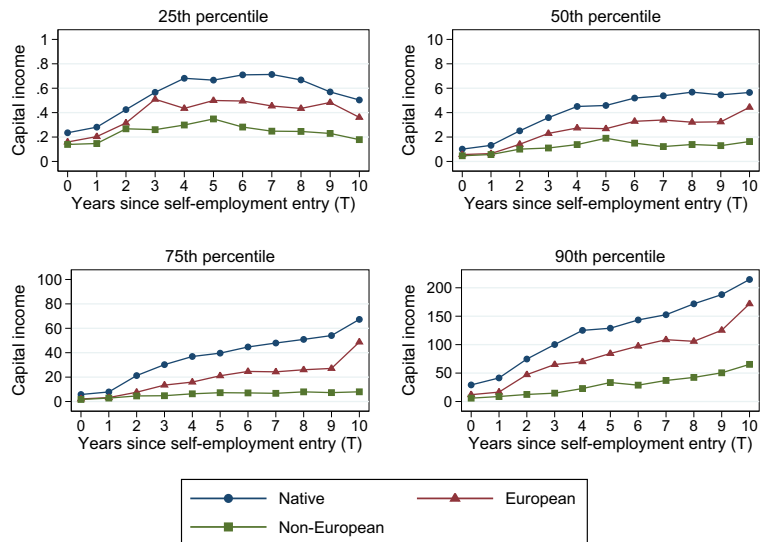 25th percentile
Capital income
1
.8
.6
.4
.2
0
0 1 2 3 4 5 6 7 8 9 10
Years since self-employment entry (T)
50th percentile
Capital income
10
8
6
4
2
0
0 1 2 3 4 5 6 7 8 9 10
Years since self-employment entry (T)
75th percentile
Capital income
100
80
60
40
20
0
0 1 2 3 4 5 6 7 8 9 10
Years since self-employment entry (T)
90th percentile
Capital income
200
150
100
50
0
0 1 2 3 4 5 6 7 8 9 10
Years since self-employment entry (T)
Native
European
Non-European